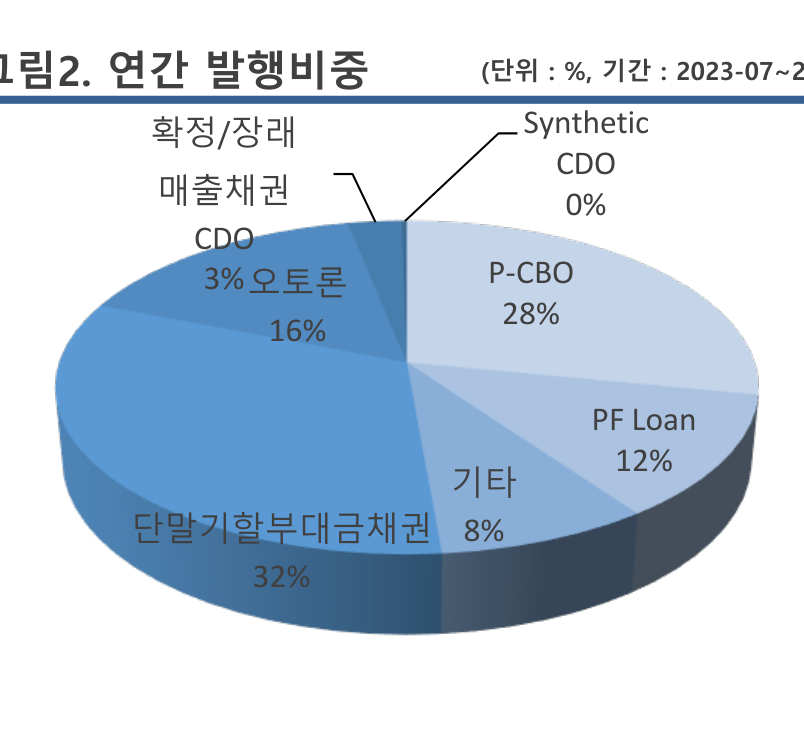 그림2. 연간 발행비중
(단위 : %, 기간 : 2023-07~2
확정/장래
매출채권
CDO
3%
Synthetic
CDO
0%
P-CBO
28%
오토론
16%
PF Loan
12%
기타
8%
단말기할부대금채권
32%